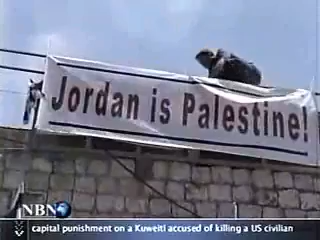 Jordan is Palestine!
NBN
capital punishment on a Kuweiti accused of killing a US civilian